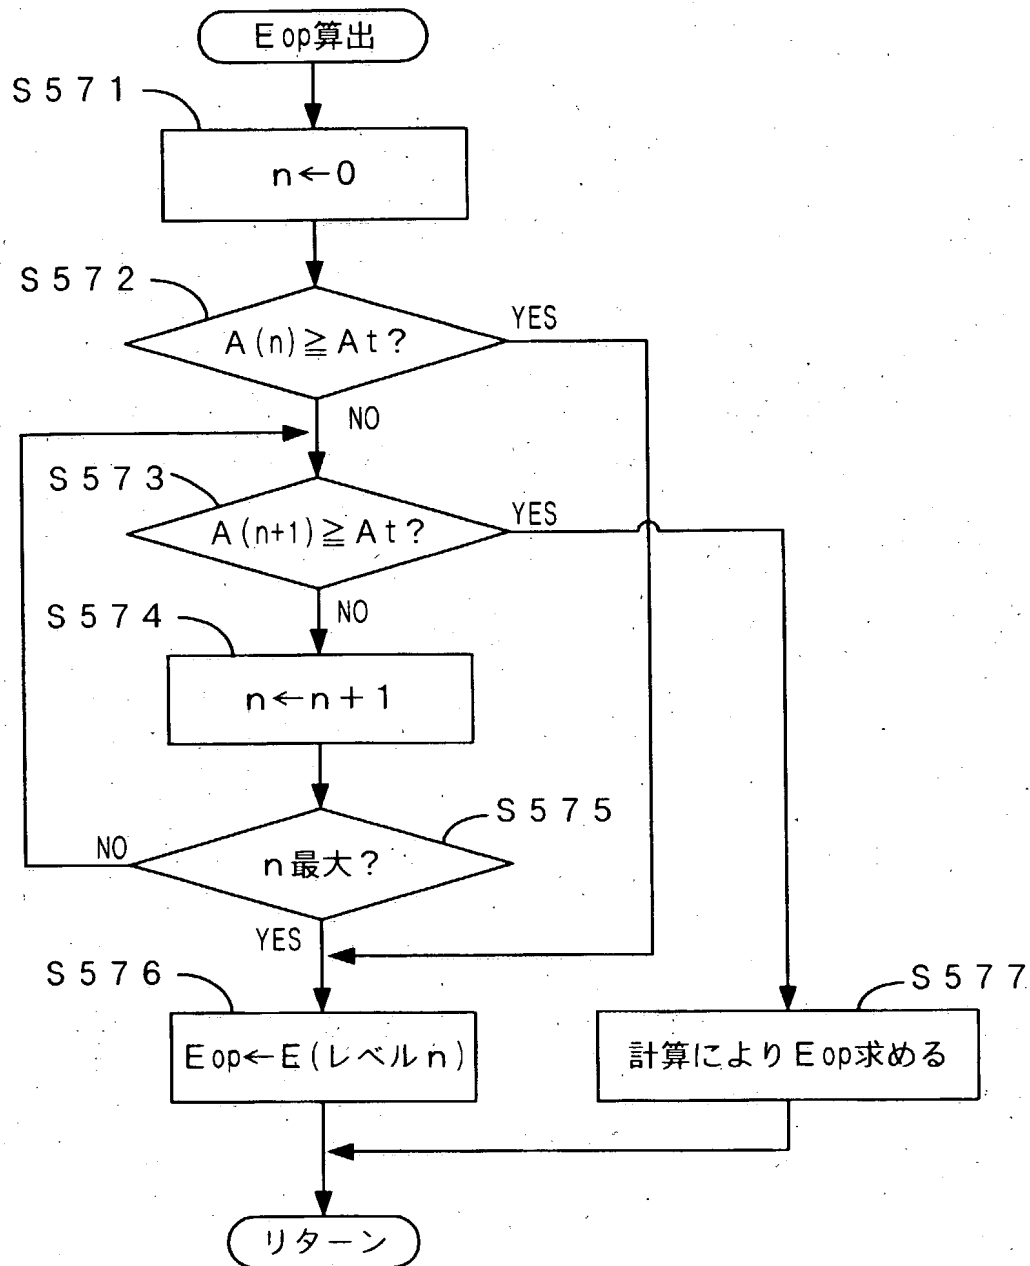 Eop算出
S571
n←0
S572
A(n)≧At?
YES
NO
S573
A(n+1)≧At?
YES
NO
S574
n←n+1
S575
n最大?
NO
YES
S576
Eop←E(レベルn)
S577
計算によりEop求める
リターン